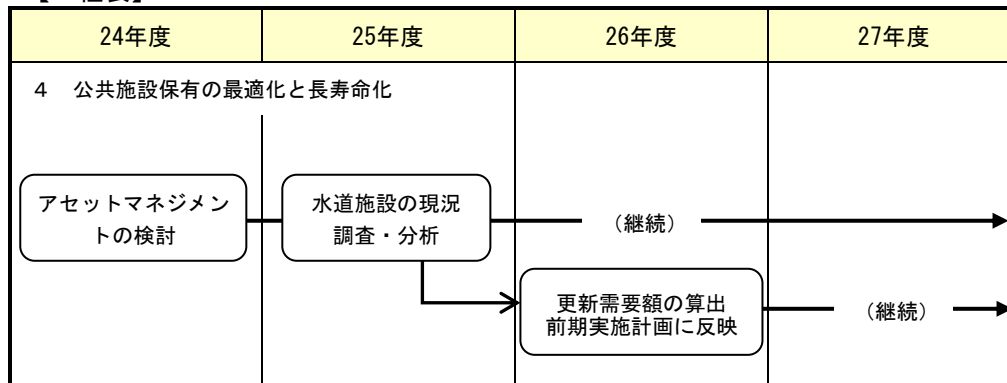 24年度
25年度
26年度
27年度
4 公共施設保有の最適化と長寿命化
アセットマネジメン
トの検討
水道施設の現況
調査・分析
(継続)
更新需要額の算出
前期実施計画に反映
(継続)